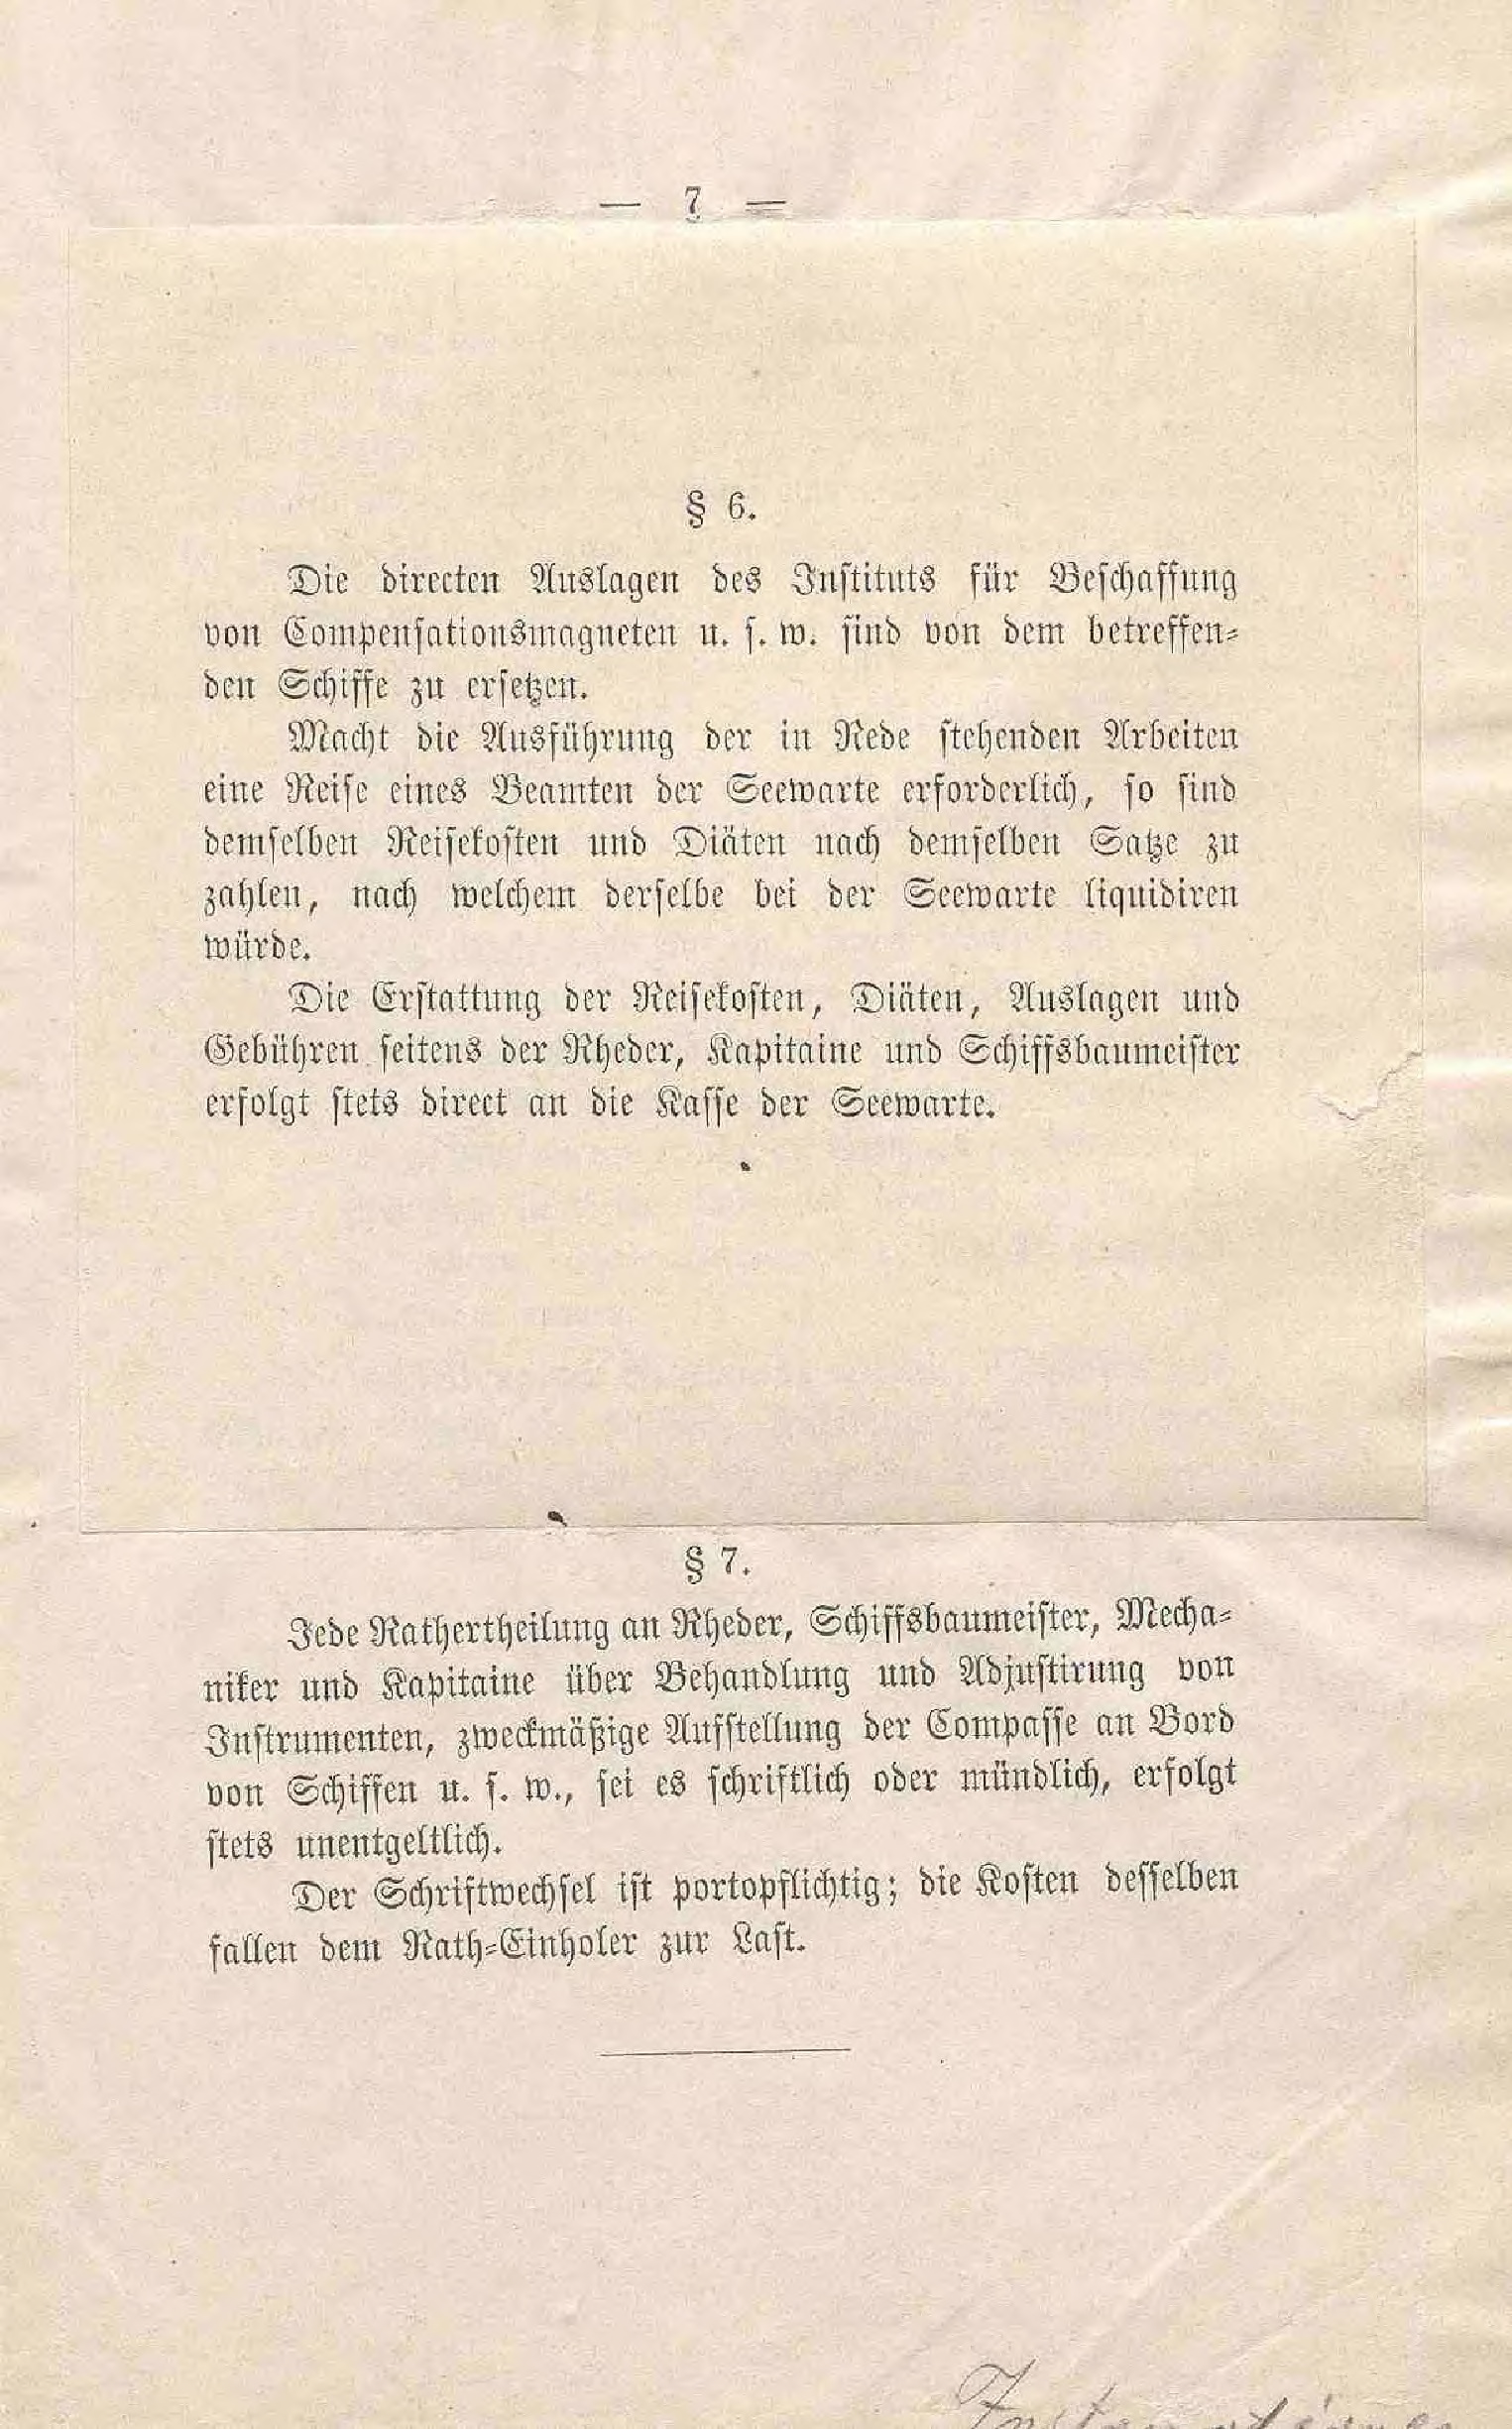 — 7 —
§ 6.
Die directen Auslagen des Instituts für Beschaffung
von Compensationsmagneten u. s. w. sind von dem betreffen-
den Schiffe zu ersetzen.
Macht die Ausführung der in Rede stehenden Arbeiten
eine Reise eines Beamten der Seewarte erforderlich, so sind
demselben Reisekosten und Diäten nach demselben Satze zu
zahlen, nach welchem derselbe bei der Seewarte liquidiren
würde.
Die Erstattung der Reisekosten, Diäten, Auslagen und
Gebühren seitens der Rheder, Kapitaine und Schiffsbaumeister
erfolgt stets direct an die Kasse der Seewarte.
§ 7.
Jede Rathertheilung an Rheder, Schiffsbaumeister, Mecha-
niker und Kapitaine über Behandlung und Adjustirung von
Instrumenten, zweckmäßige Aufstellung der Compasse an Bord
von Schiffen u. s. w., sei es schriftlich oder mündlich, erfolgt
stets unentgeltlich.
Der Schriftwechsel ist portopflichtig; die Kosten desselben
fallen dem Rath-Einholer zur Last.